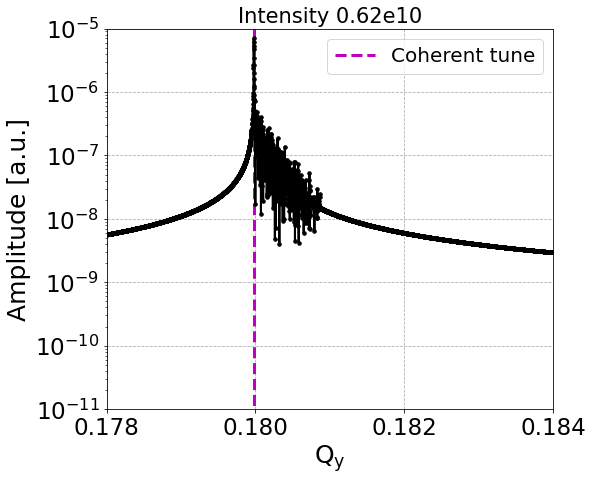 Intensity 0.62e10
Coherent tune
Amplitude [a.u.]
10⁻⁵
10⁻⁶
10⁻⁷
10⁻⁸
10⁻⁹
10⁻¹⁰
10⁻¹¹
0.178 0.180 0.182 0.184
Qy